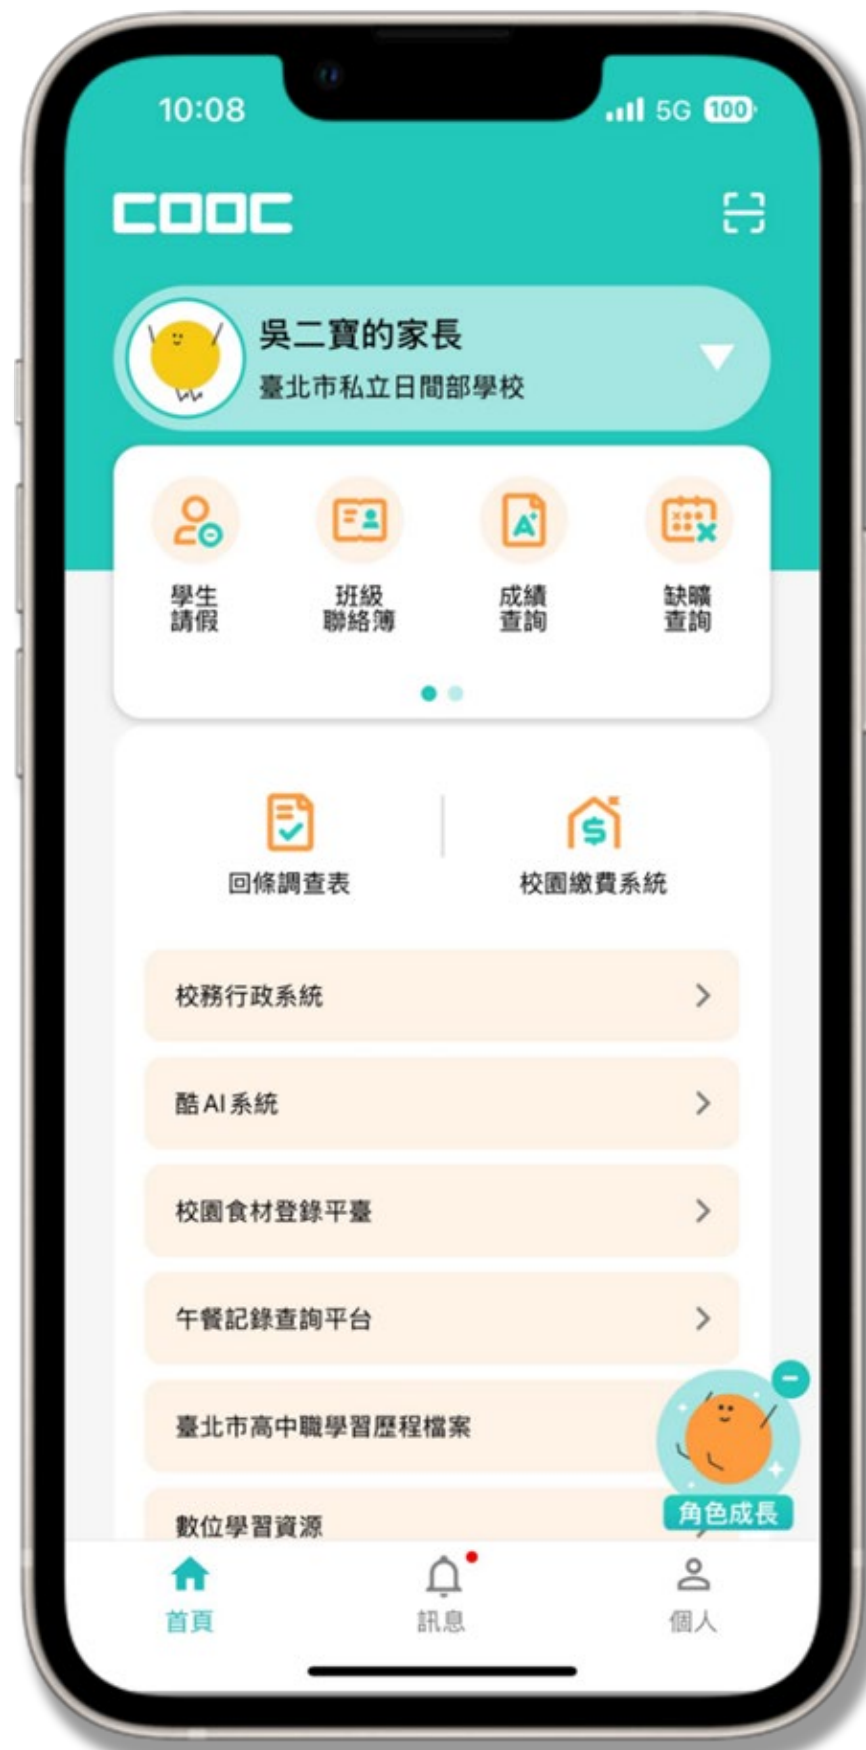 10:08
5G 100
COOC
吳二寶的家長
臺北市私立日間部學校
學生
請假
班級
聯絡簿
成績
查詢
缺曠
查詢
回條調查表
校園繳費系統
校務行政系統
酷AI系統
校園食材登錄平臺
午餐記錄查詢平台
臺北市高中職學習歷程檔案
數位學習資源
角色成長
首頁
訊息
個人